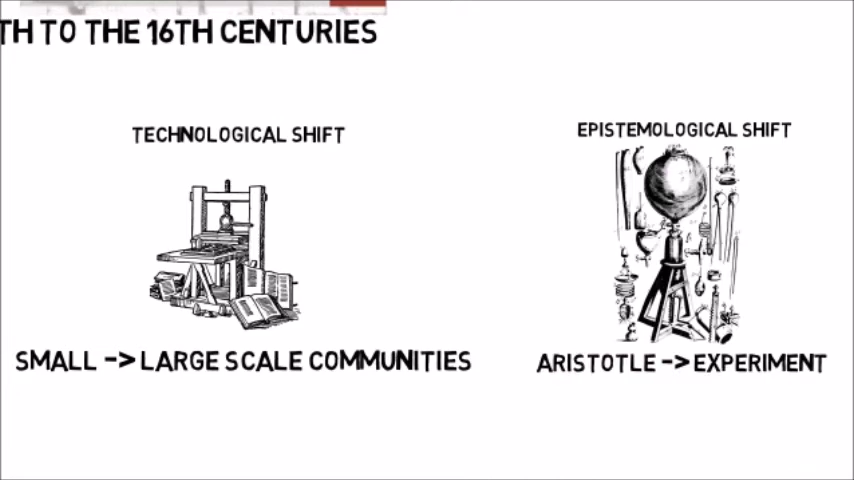 TH TO THE 16TH CENTURIES
TECHNOLOGICAL SHIFT
EPISTEMOLOGICAL SHIFT
SMALL -> LARGE SCALE COMMUNITIES
ARISTOTLE -> EXPERIMENT